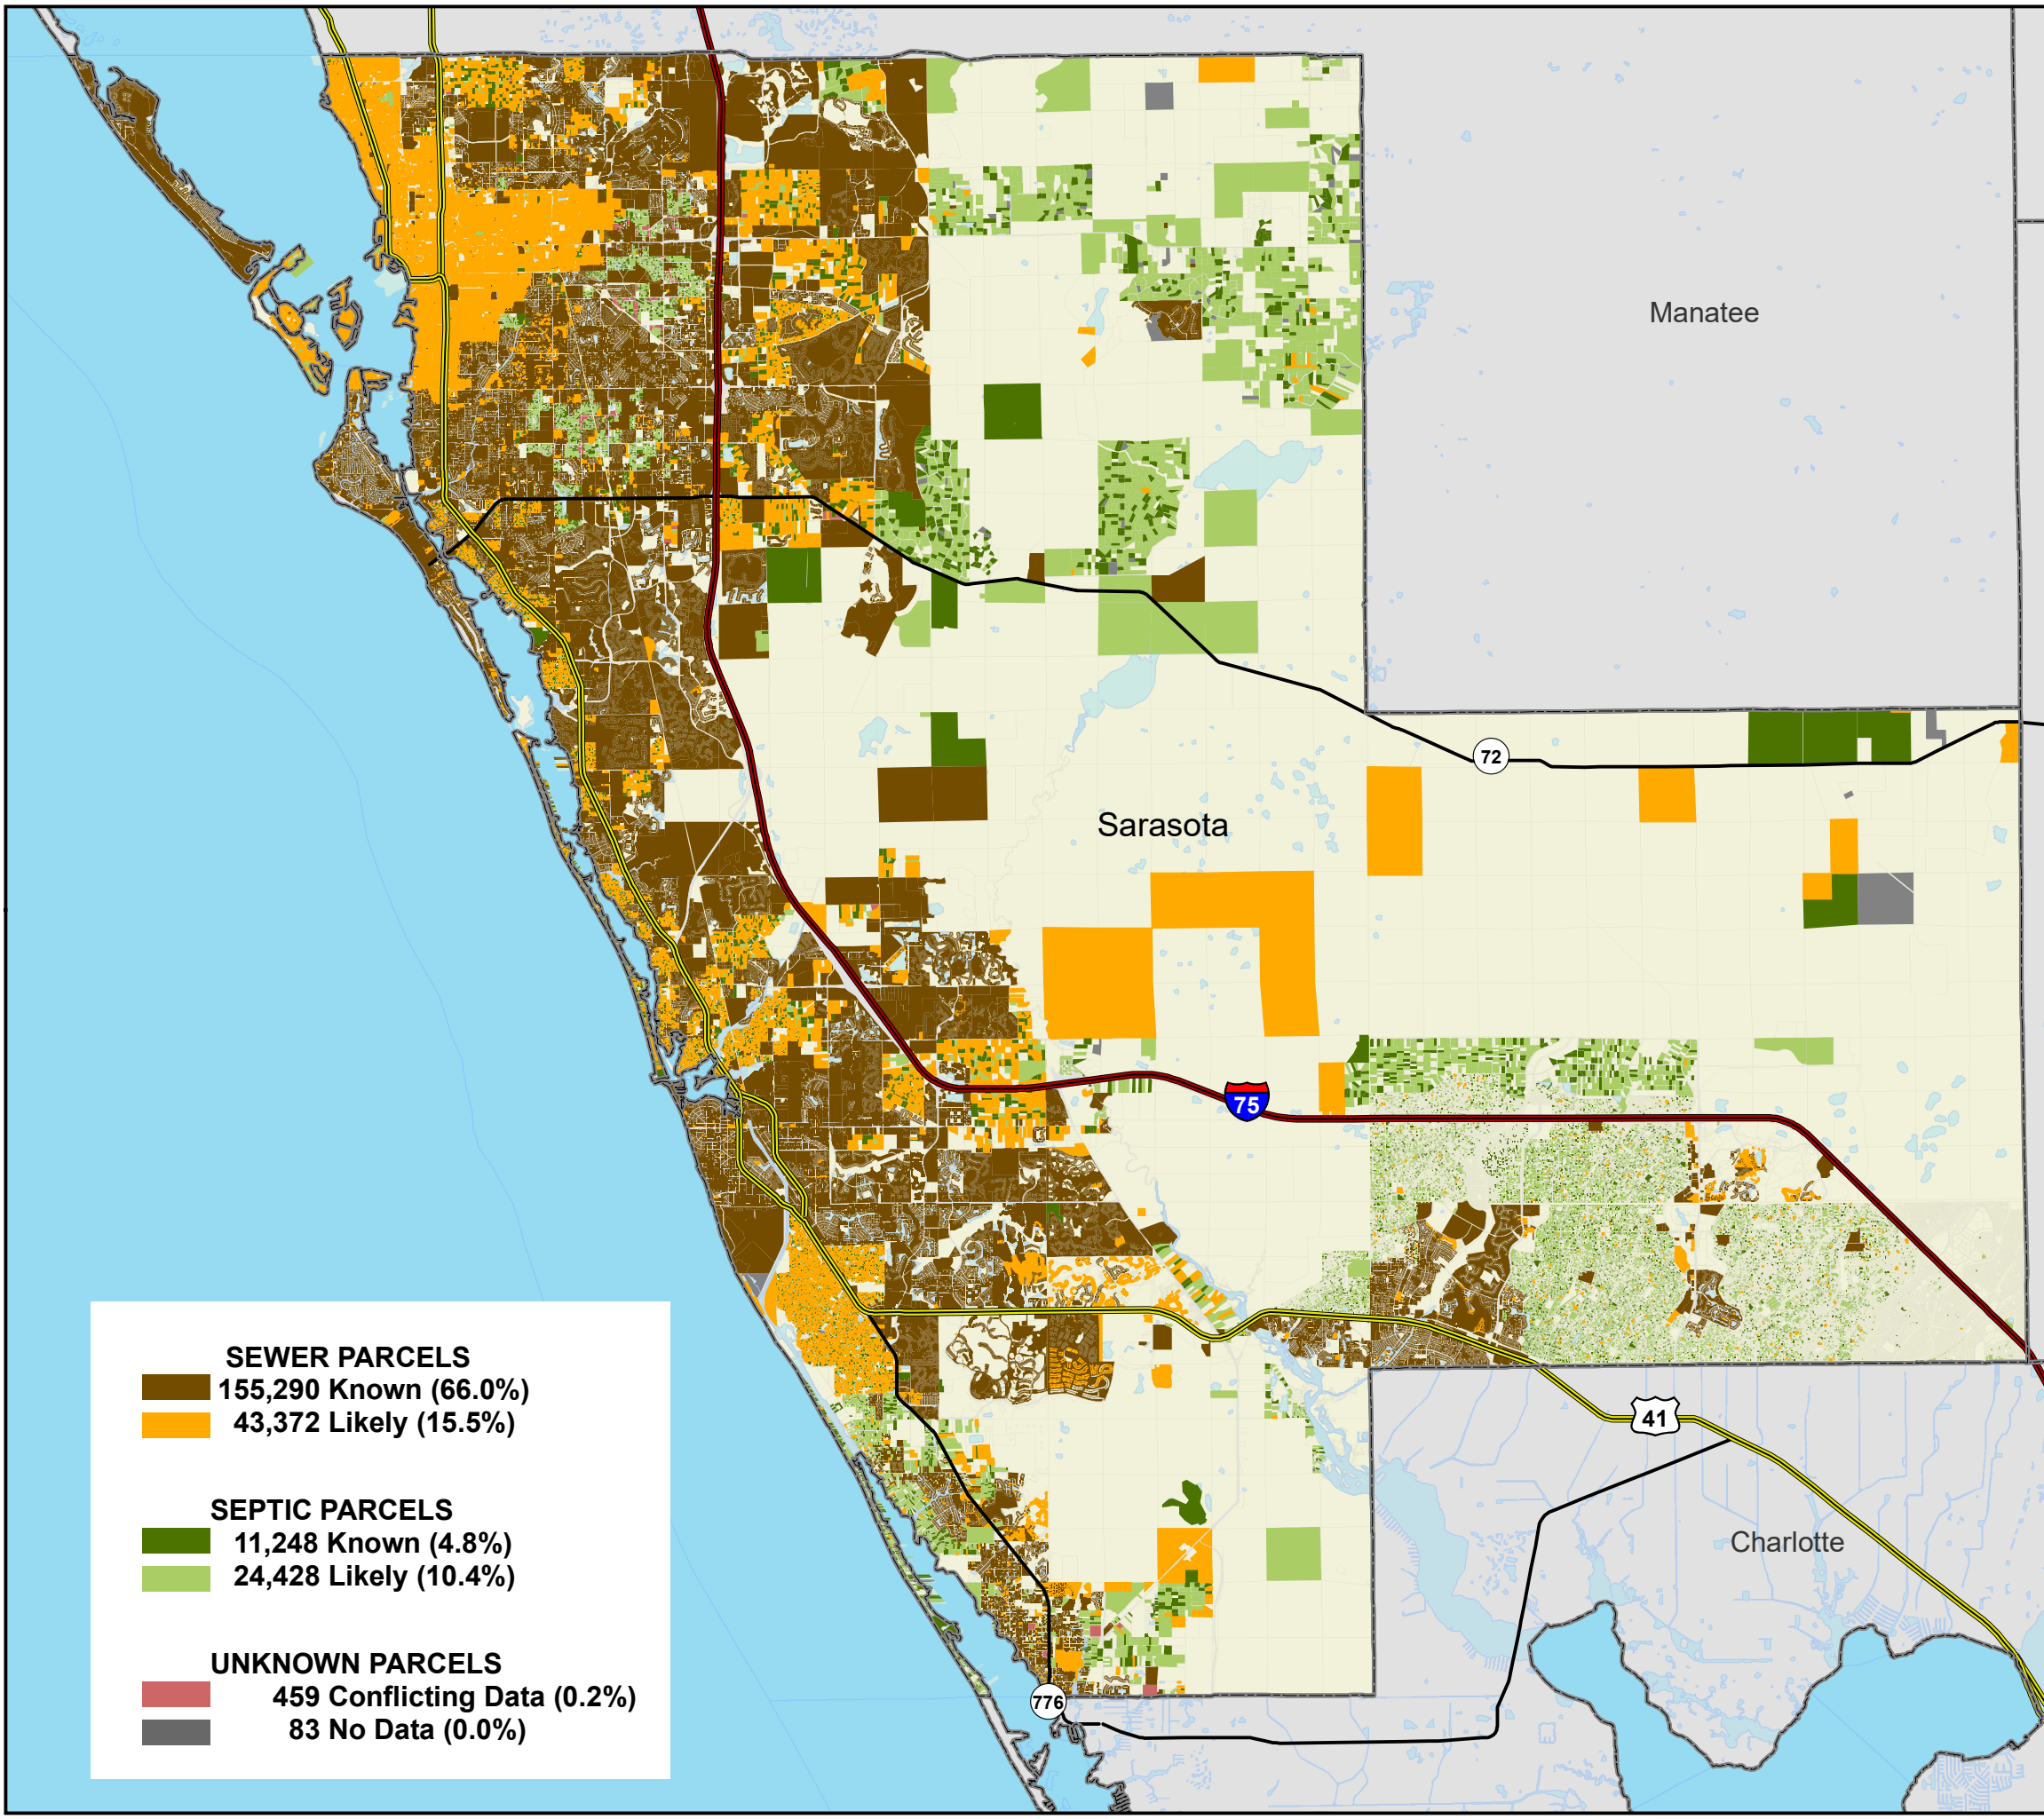 Manatee
72
Sarasota
75
SEWER PARCELS
155,290 Known (66.0%)
43,372 Likely (15.5%)
41
SEPTIC PARCELS
11,248 Known (4.8%)
24,428 Likely (10.4%)
Charlotte
UNKNOWN PARCELS
459 Conflicting Data (0.2%)
83 No Data (0.0%)
776